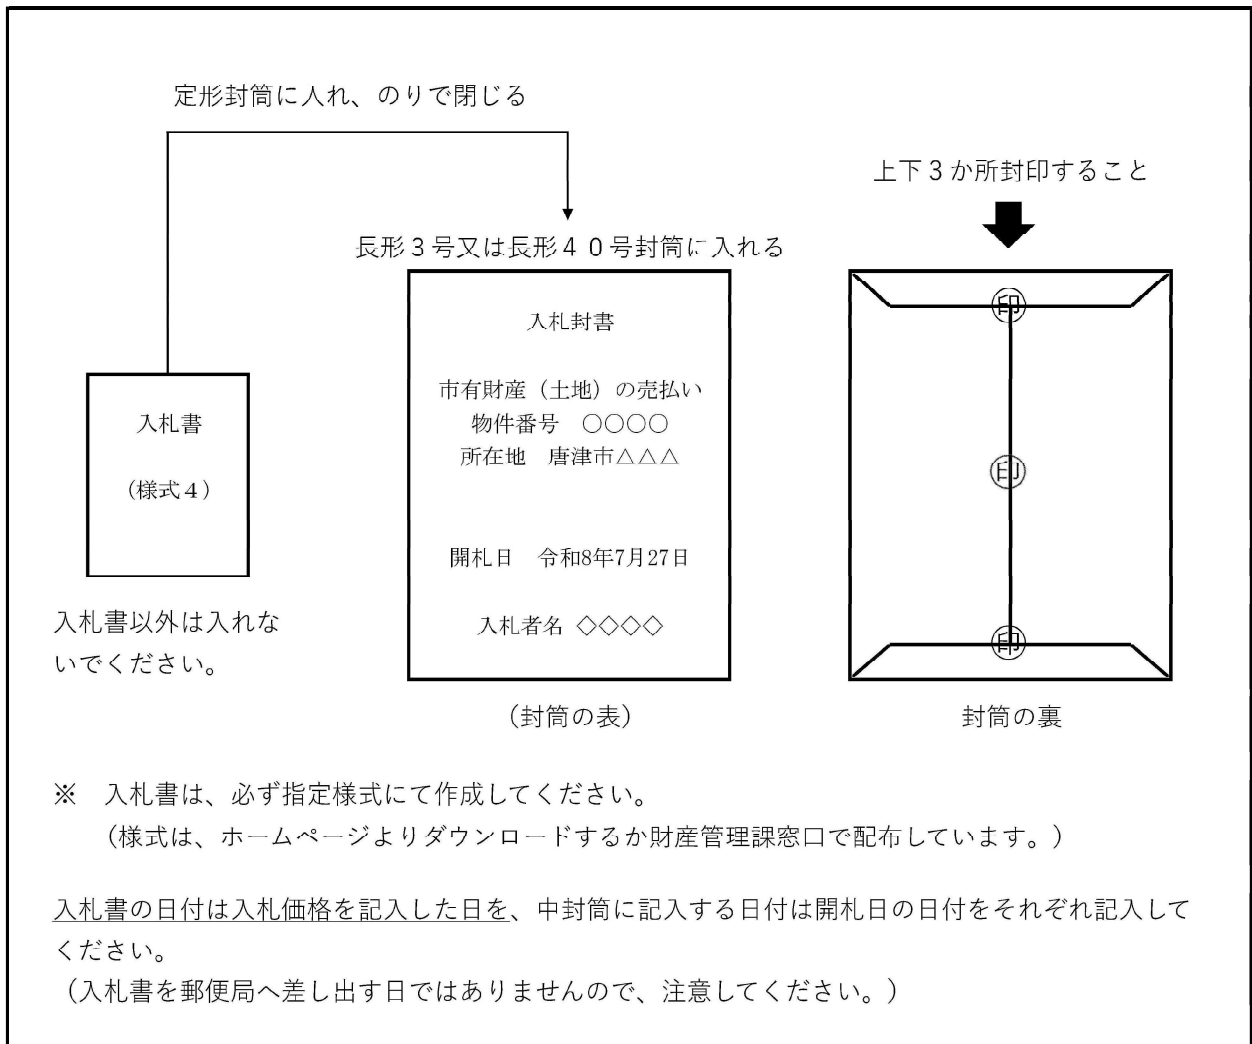 定形封筒に入れ、のりで閉じる
上下３か所封印すること
長形３号又は長形４０号封筒に入れる
入札書
（様式４）
入札書以外は入れな
いでください。
入札封書
市有財産（土地）の売払い
物件番号　○○○○
所在地　唐津市△△△
開札日　令和8年7月27日
入札者名 ◇◇◇◇
（封筒の表）
印
印
印
封筒の裏
※　入札書は、必ず指定様式にて作成してください。
（様式は、ホームページよりダウンロードするか財産管理課窓口で配布しています。）
入札書の日付は入札価格を記入した日を、中封筒に記入する日付は開札日の日付をそれぞれ記入して
ください。
（入札書を郵便局へ差し出す日ではありませんので、注意してください。）